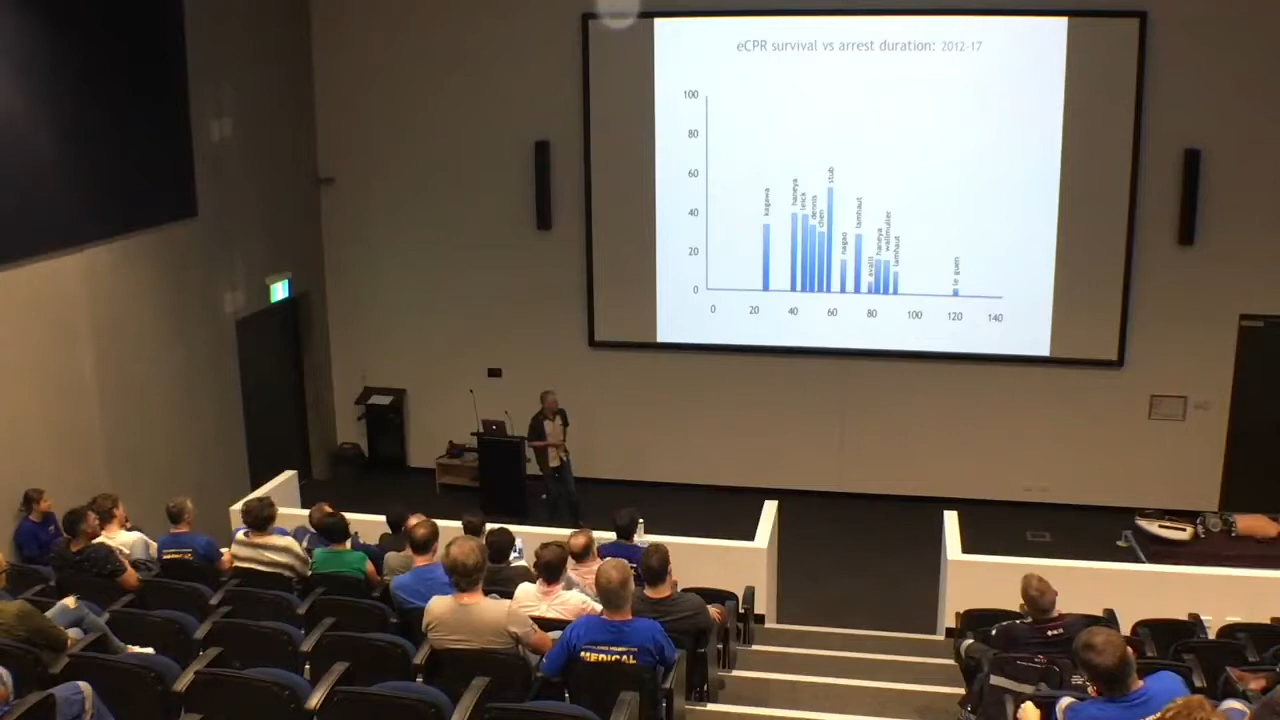 eCPR survival vs arrest duration: 2012-17
100
80
60
40
20
0
kagawa
haneya
leick
dennis
chen
stub
nagao
lamhaut
avalli
haneya
wallmuller
lamhaut
le guen
0 20 40 60 80 100 120 140
MEDICAL